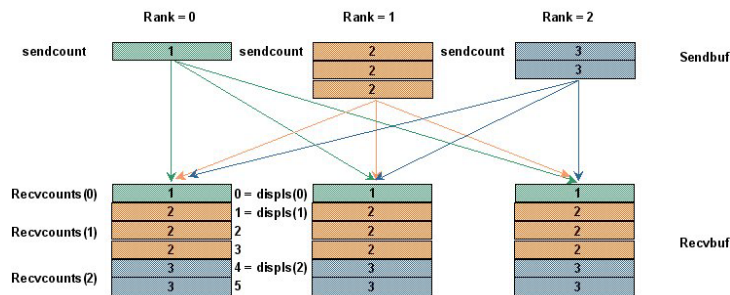 Rank = 0 Rank = 1 Rank = 2
sendcount 1 sendcount 2 sendcount 3 Sendbuf
2 3
2
Recvcounts(0) 1 0 = displs(0) 1 1 Recvbuf
2 1 = displs(1) 2 2
Recvcounts(1) 2 2 2 2
2 3 2 2
Recvcounts(2) 3 4 = displs(2) 3 3
3 5 3 3